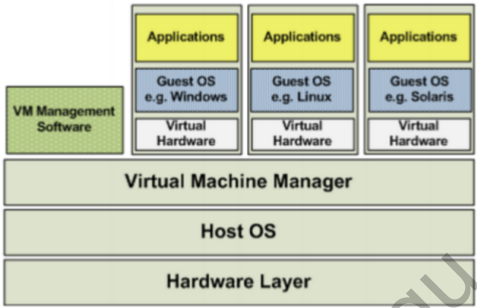 Applications
Applications
Applications
Guest OS
e.g. Windows
Guest OS
e.g. Linux
Guest OS
e.g. Solaris
VM Management
Software
Virtual
Hardware
Virtual
Hardware
Virtual
Hardware
Virtual Machine Manager
Host OS
Hardware Layer